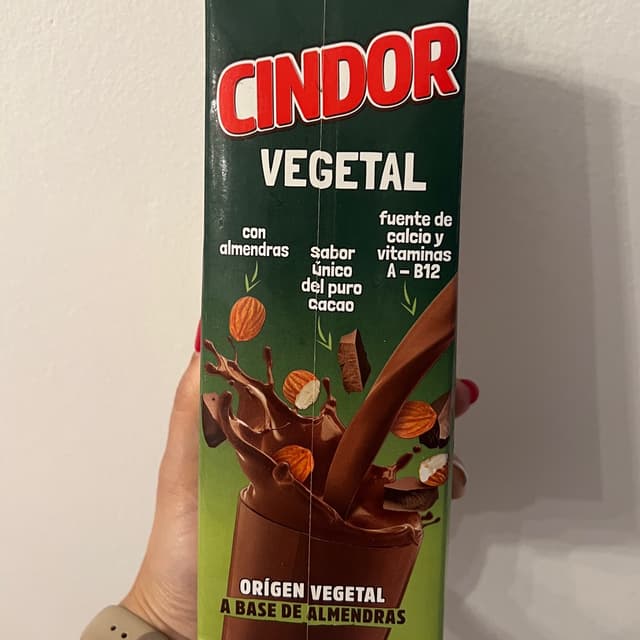 CINDOR
VEGETAL
con
almendras
sabor
único
del puro
cacao
fuente de
calcio y
vitaminas
A – B12
ORÍGEN VEGETAL
A BASE DE ALMENDRAS